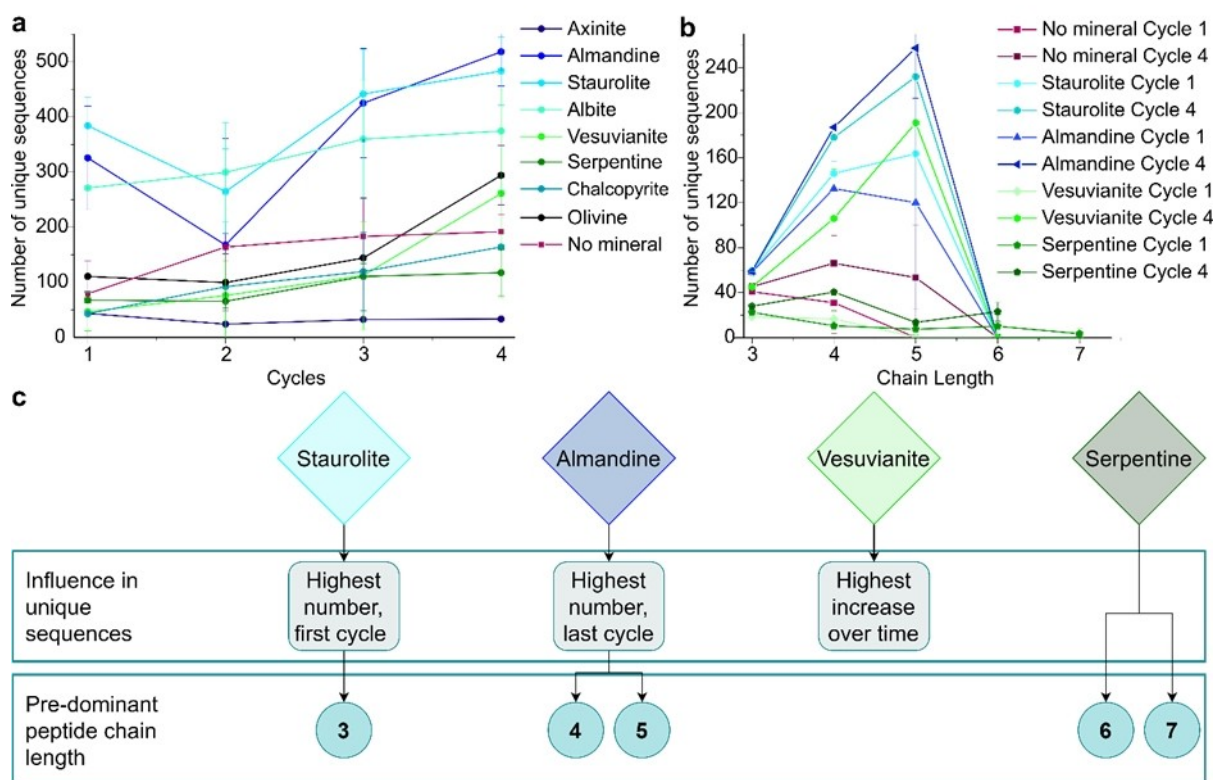 a
Number of unique sequences
500
400
300
200
100
0
1 2 3 4
Cycles
Axinite
Almandine
Staurolite
Albite
Vesuvianite
Serpentine
Chalcopyrite
Olivine
No mineral
b
Number of unique sequences
240
200
160
120
80
40
0
3 4 5 6 7
Chain Length
No mineral Cycle 1
No mineral Cycle 4
Staurolite Cycle 1
Staurolite Cycle 4
Almandine Cycle 1
Almandine Cycle 4
Vesuvianite Cycle 1
Vesuvianite Cycle 4
Serpentine Cycle 1
Serpentine Cycle 4
c
Staurolite
Almandine
Vesuvianite
Serpentine
Influence in
unique
sequences
Highest
number,
first cycle
Highest
number,
last cycle
Highest
increase
over time
Pre-dominant
peptide chain
length
3
4
5
6
7